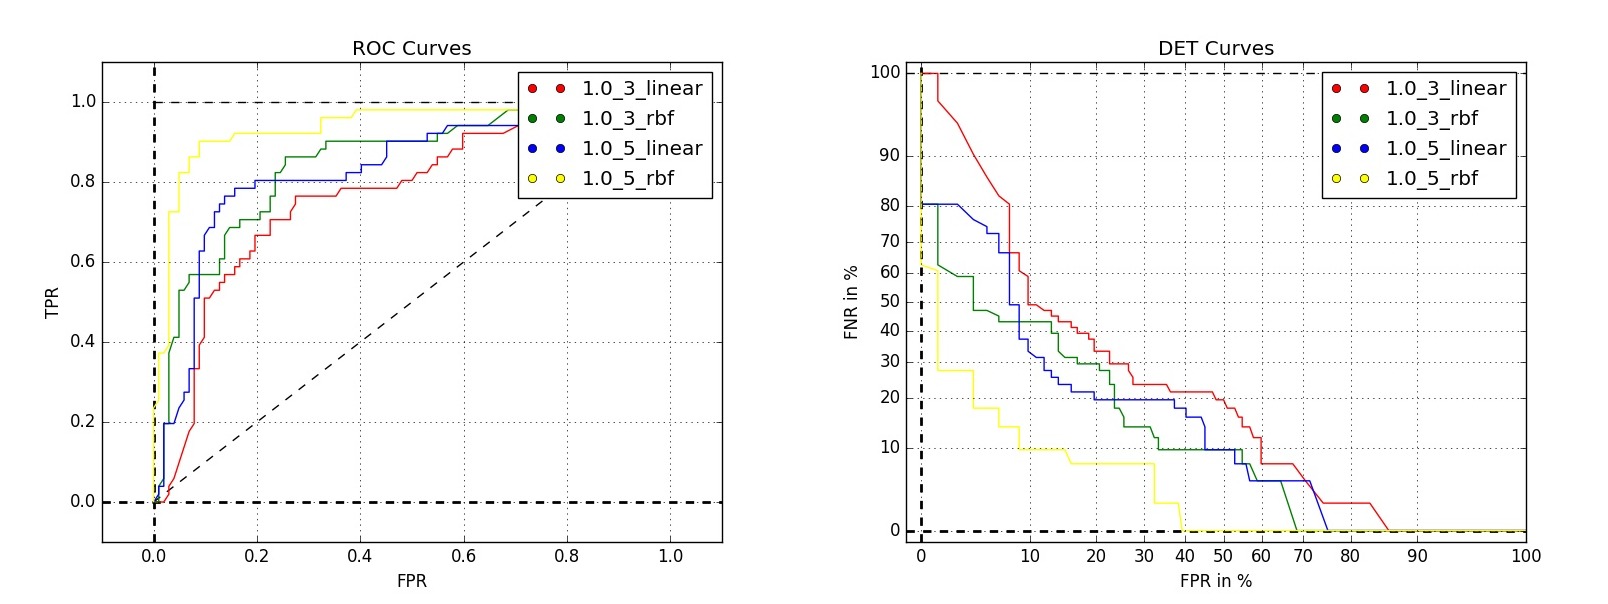 ROC Curves
1.0
0.8
0.6
0.4
0.2
0.0
TPR
0.0 0.2 0.4 0.6 0.8 1.0
FPR
1.0_3_linear
1.0_3_rbf
1.0_5_linear
1.0_5_rbf
DET Curves
100
90
80
70
60
50
40
30
20
10
0
FNR in %
0 10 20 30 40 50 60 70 80 90 100
FPR in %
1.0_3_linear
1.0_3_rbf
1.0_5_linear
1.0_5_rbf